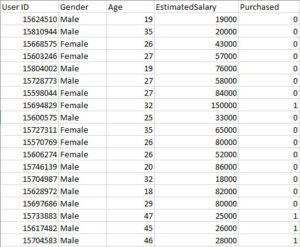 User ID Gender Age EstimatedSalary Purchased
15624510 Male 19 19000 0
15810944 Male 35 20000 0
15668575 Female 26 43000 0
15603246 Female 27 57000 0
15804002 Male 19 76000 0
15728773 Male 27 58000 0
15598044 Female 27 84000 0
15694829 Female 32 150000 1
15600575 Male 25 33000 0
15727311 Female 35 65000 0
15570769 Female 26 80000 0
15606274 Female 26 52000 0
15746139 Male 20 86000 0
15704987 Male 32 18000 0
15628972 Male 18 82000 0
15697686 Male 29 80000 0
15733883 Male 47 25000 1
15617482 Male 45 26000 1
15704583 Male 46 28000 1